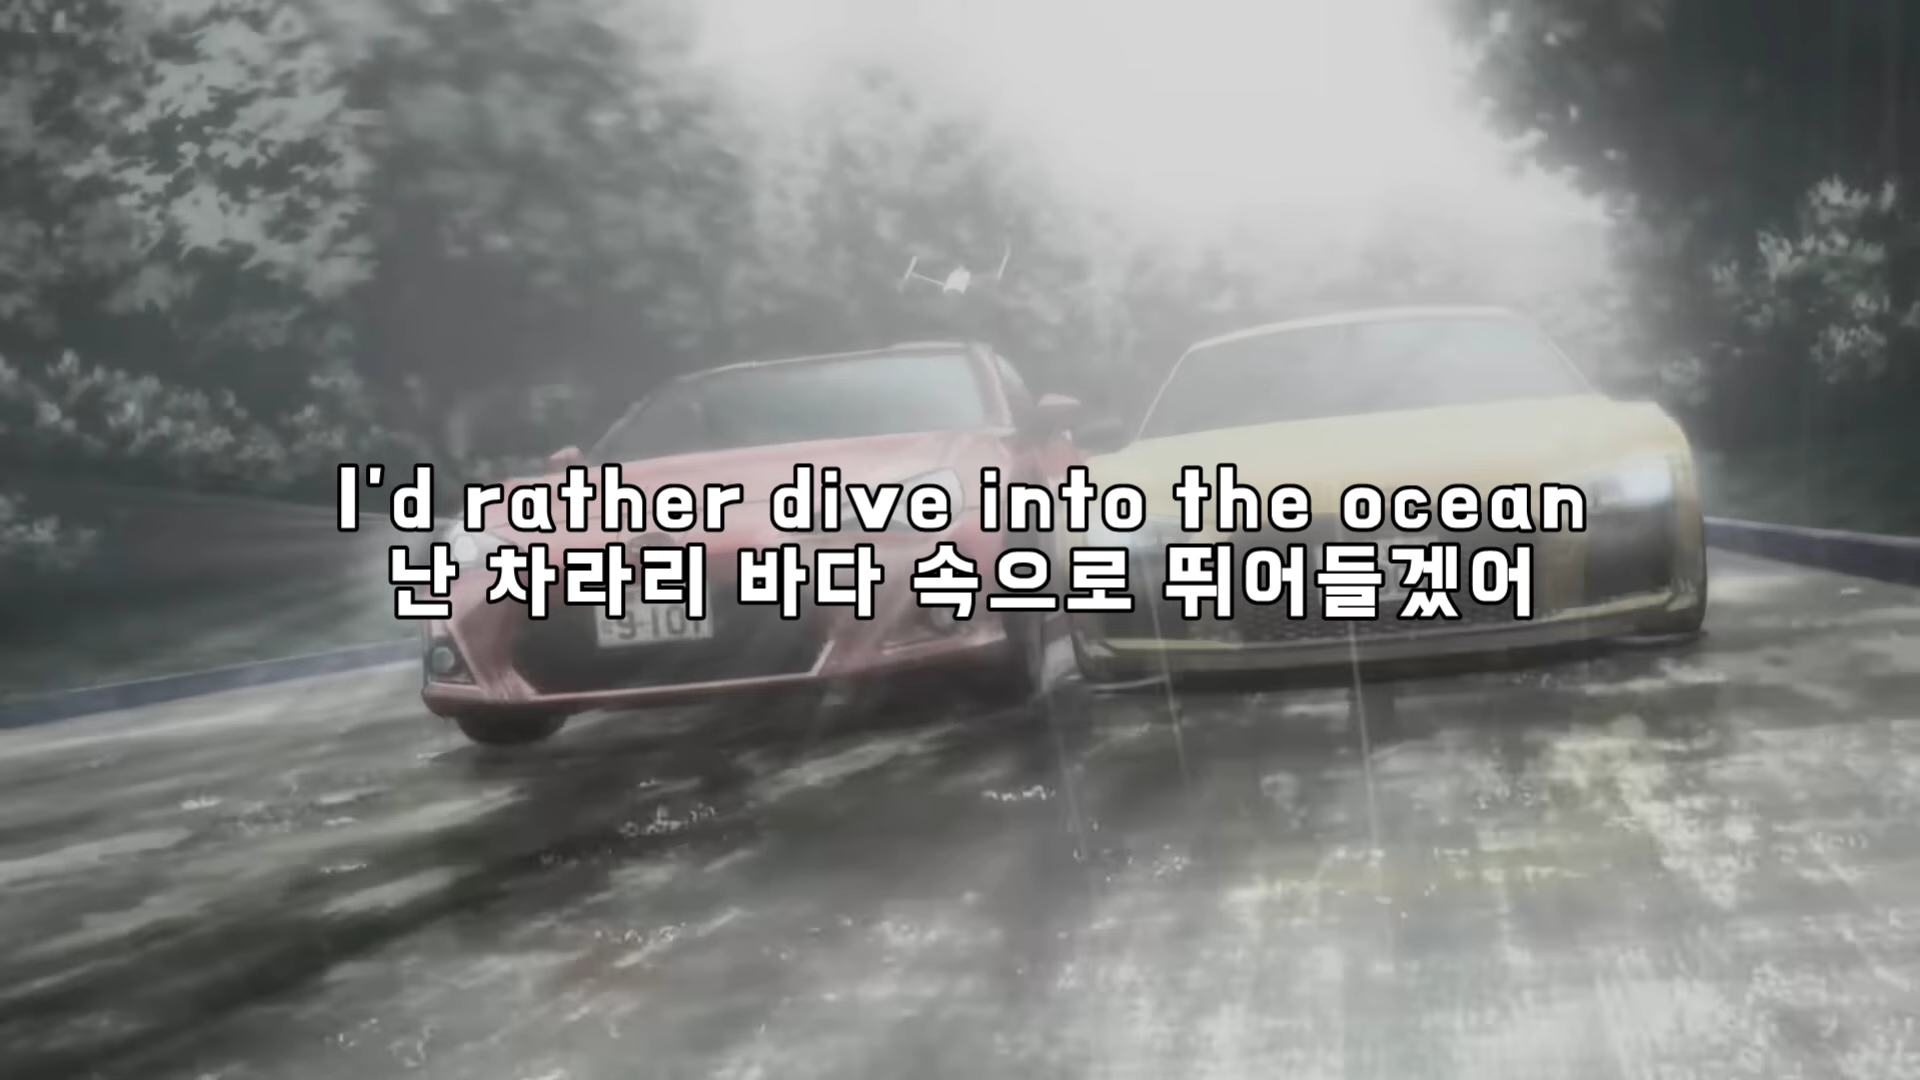 I'd rather dive into the ocean
난 차라리 바다 속으로 뛰어들겠어